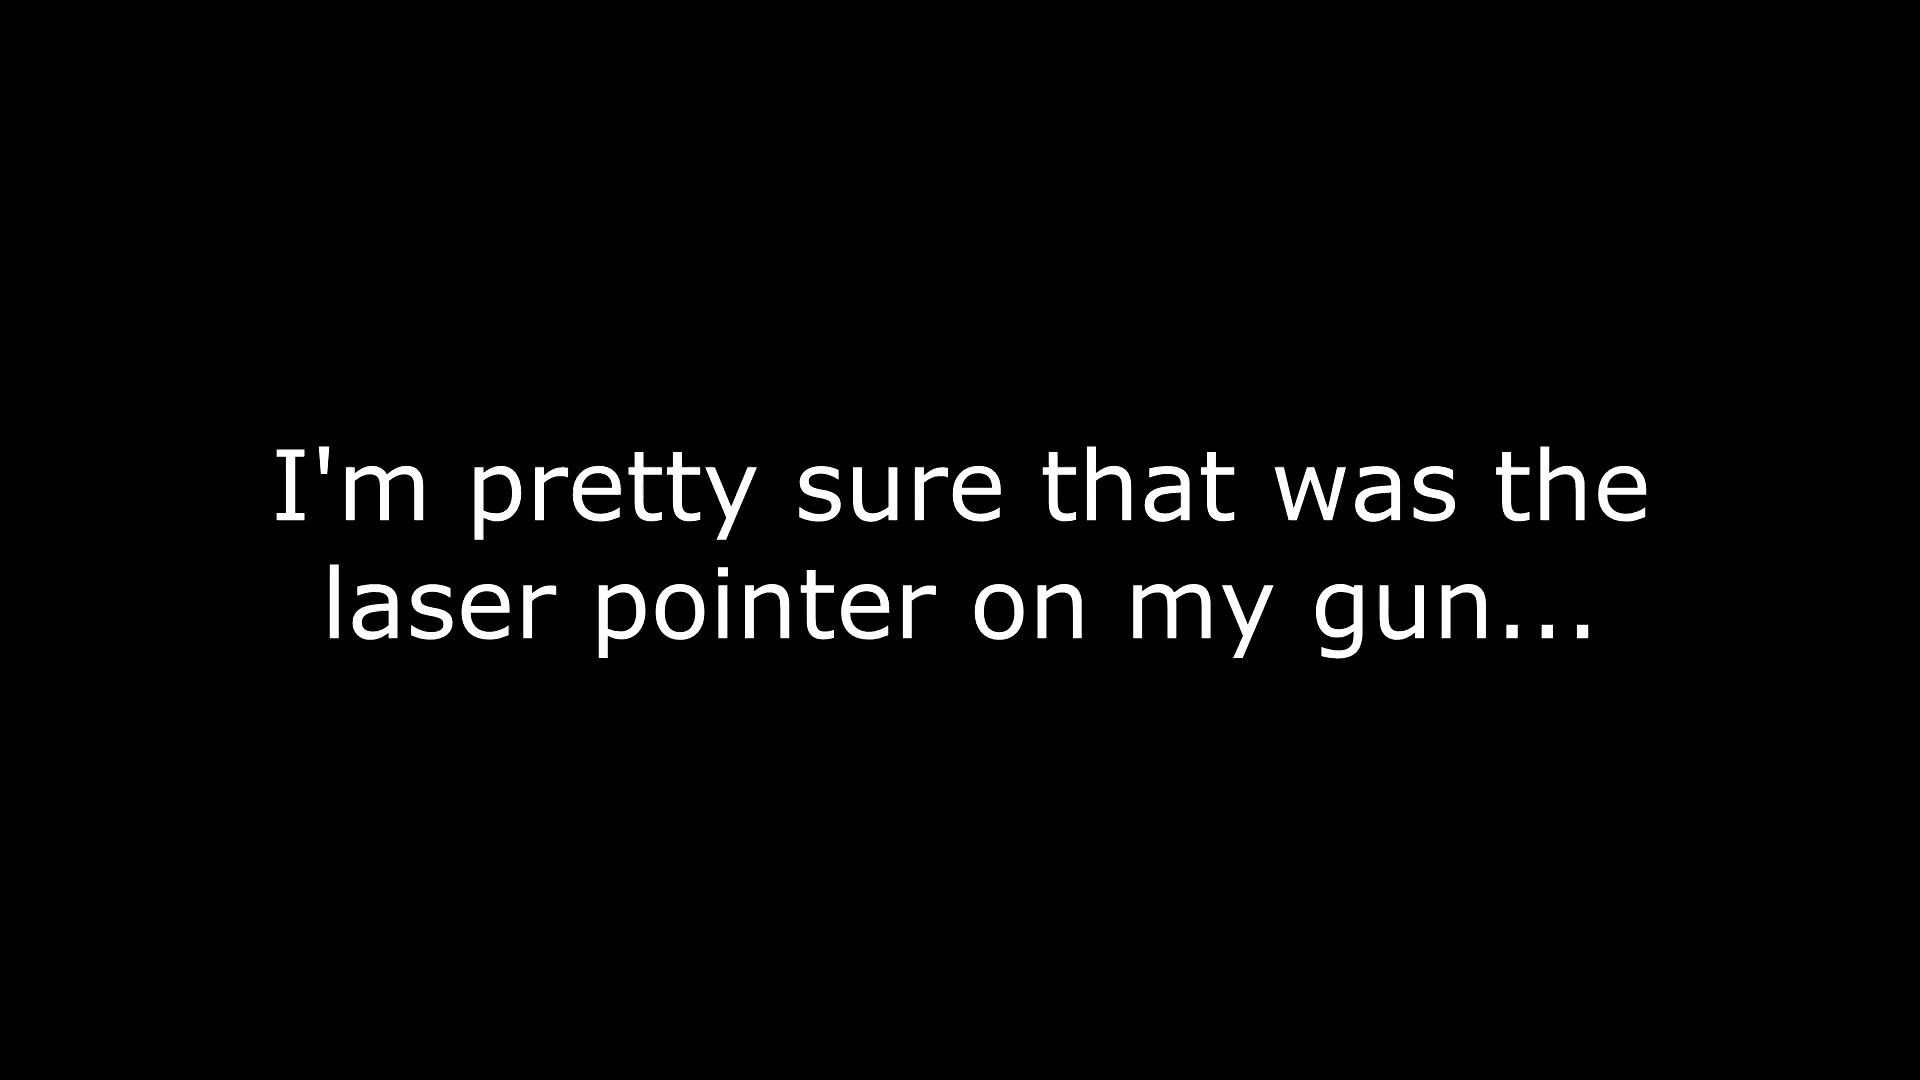 I'm pretty sure that was the
laser pointer on my gun...